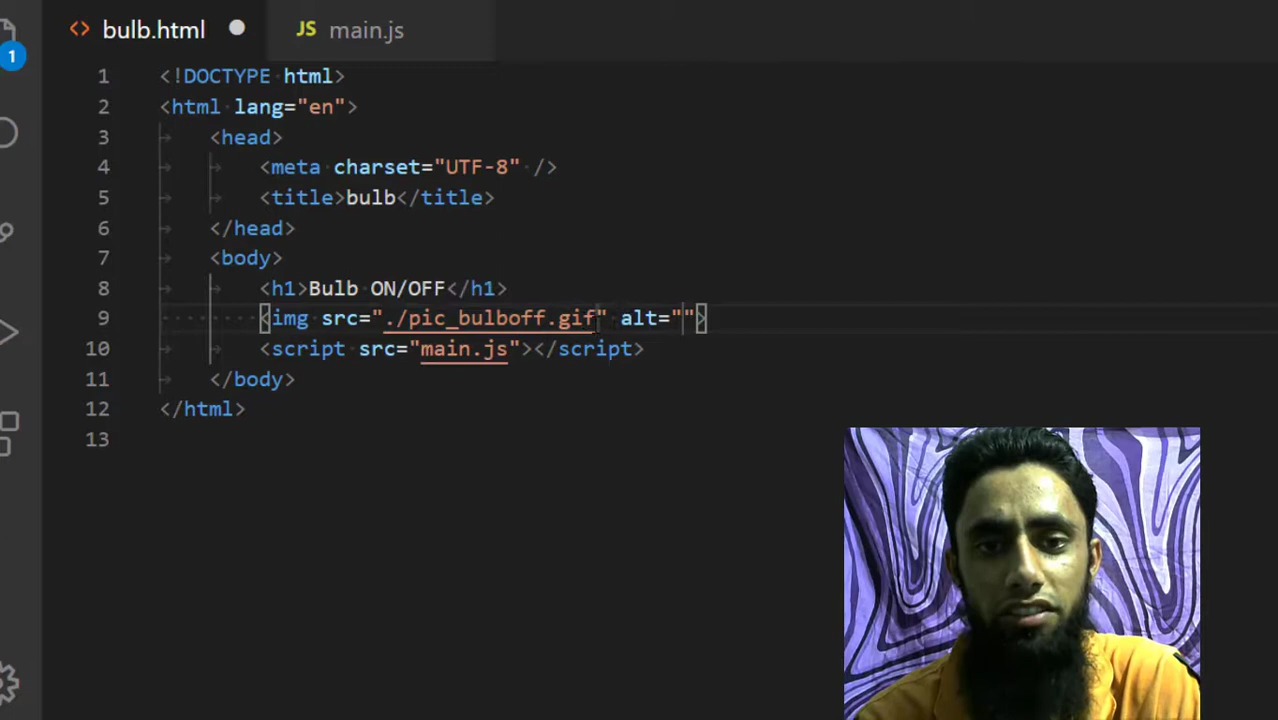 1
bulb.html
JS main.js
1 <!DOCTYPE html>
2 <html lang="en">
3 <head>
4 <meta charset="UTF-8" />
5 <title>bulb</title>
6 </head>
7 <body>
8 <h1>Bulb ON/OFF</h1>
9 <img src="./pic_bulboff.gif" alt="">
10 <script src="main.js"></script>
11 </body>
12 </html>
13